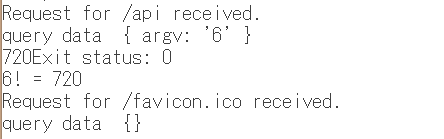 Request for /api received.
query data  { argv: '6' }
720Exit status: 0
6! = 720
Request for /favicon.ico received.
query data  {}